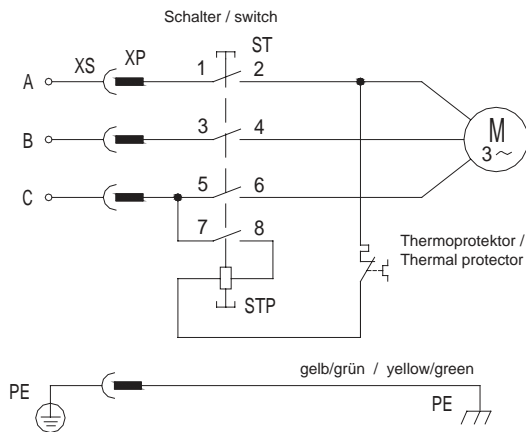 Schalter / switch
XS XP ST
1 2
A
M
3~
3 4
B
5 6
C
7 8
Thermoprotektor /
Thermal protector
STP
gelb/grün / yellow/green
PE
PE